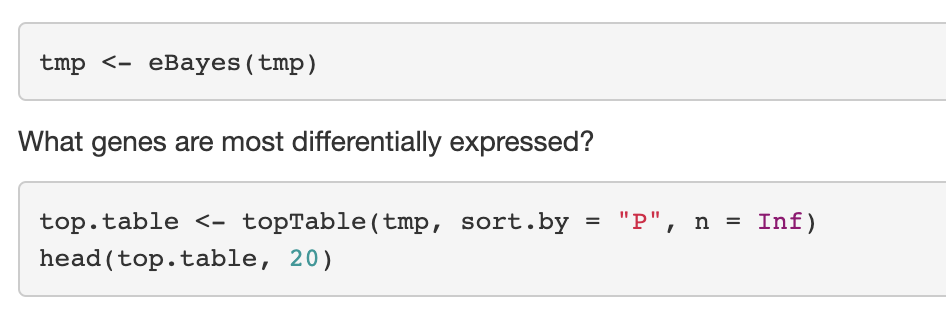 tmp <- eBayes(tmp)
What genes are most differentially expressed?
top.table <- topTable(tmp, sort.by = "P", n = Inf)
head(top.table, 20)